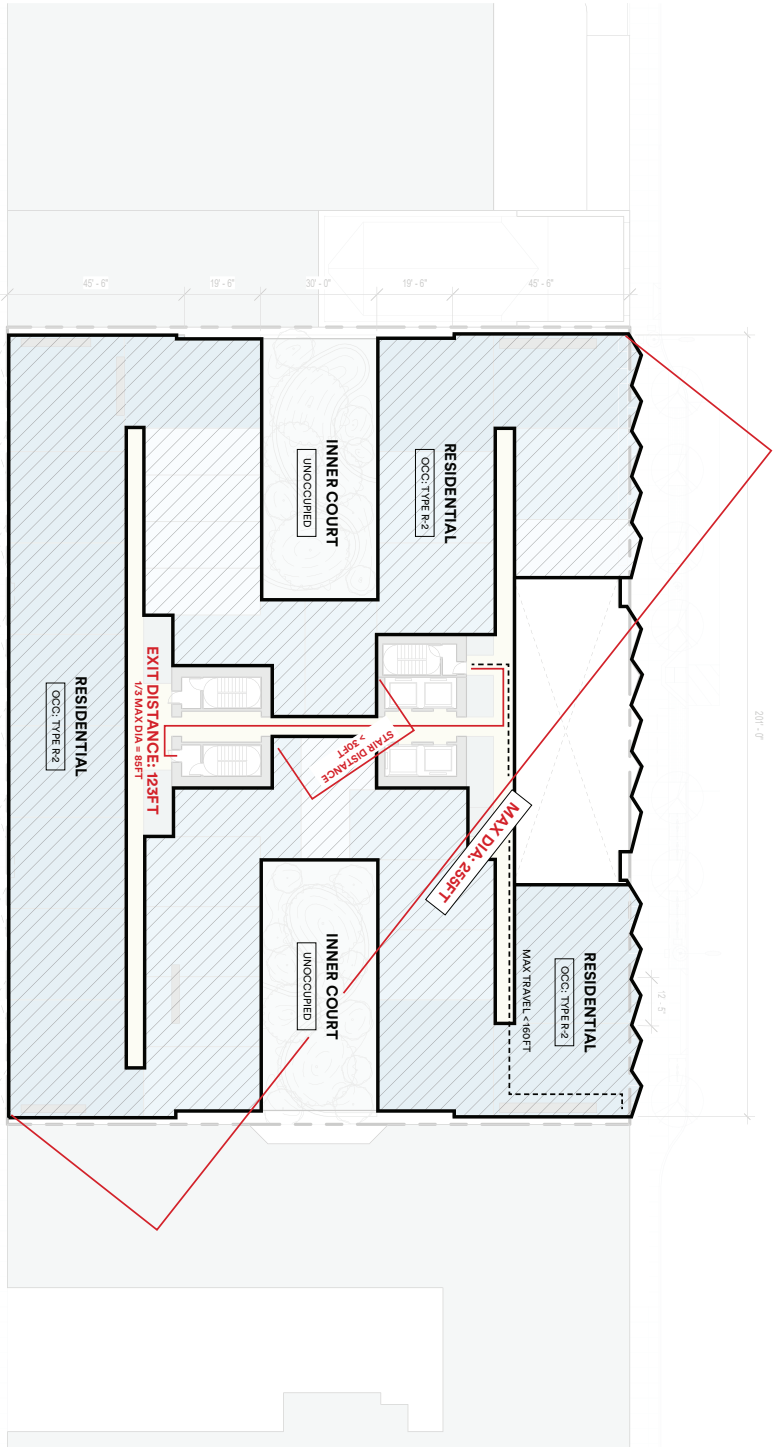 45' - 6"
19' - 6"
30' - 0"
19' - 6"
45' - 6"
INNER COURT
UNOCCUPIED
RESIDENTIAL
OCC: TYPE R-2
201' - 0"
EXIT DISTANCE: 123FT
1/3 MAX DIA = 85FT
RESIDENTIAL
OCC: TYPE R-2
STAIR DISTANCE
> 30FT
MAX DIA: 255FT
INNER COURT
UNOCCUPIED
MAX TRAVEL <160FT
RESIDENTIAL
OCC: TYPE R-2
12' - 5"